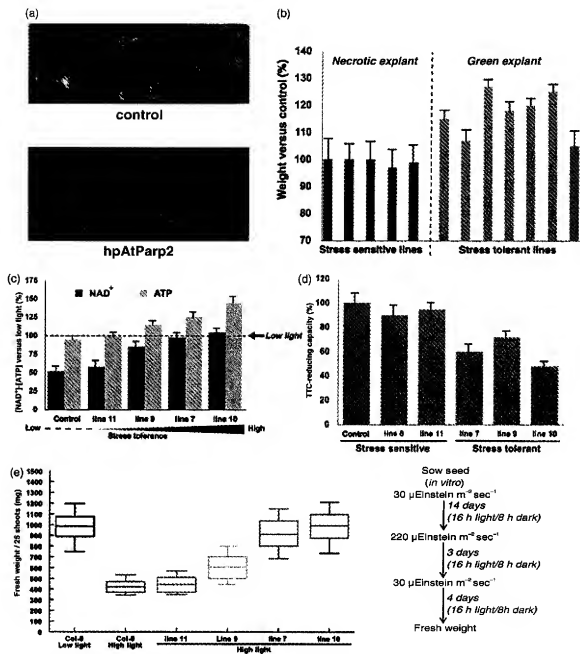 (a)
control
hpAtParp2
(b)
Weight versus control (%)
140
130
120
110
100
90
80
70
Necrotic explant
Green explant
Stress sensitive lines
Stress tolerant lines
(c)
[NAD+]-[ATP] versus low light (%)
175
150
125
100
75
50
25
0
NAD+
ATP
Low light
Control
line 11
line 9
line 7
line 10
Low
Stress tolerance
High
(d)
TTC-reducing capacity (%)
120
100
80
60
40
20
0
Control
line 8
line 11
line 7
line 9
line 10
Stress sensitive
Stress tolerant
(e)
Fresh weight / 25 shoots (mg)
1500
1400
1300
1200
1100
1000
900
800
700
600
500
400
300
200
100
0
Col-0
Low light
Col-0
High light
line 11
Line 9
line 7
line 10
High light
Sow seed
(in vitro)
30 µEinstein m⁻² sec⁻¹
14 days
(16 h light/8 h dark)
220 µEinstein m⁻² sec⁻¹
3 days
(16 h light/8 h dark)
30 µEinstein m⁻² sec⁻¹
4 days
(16 h light/8h dark)
Fresh weight